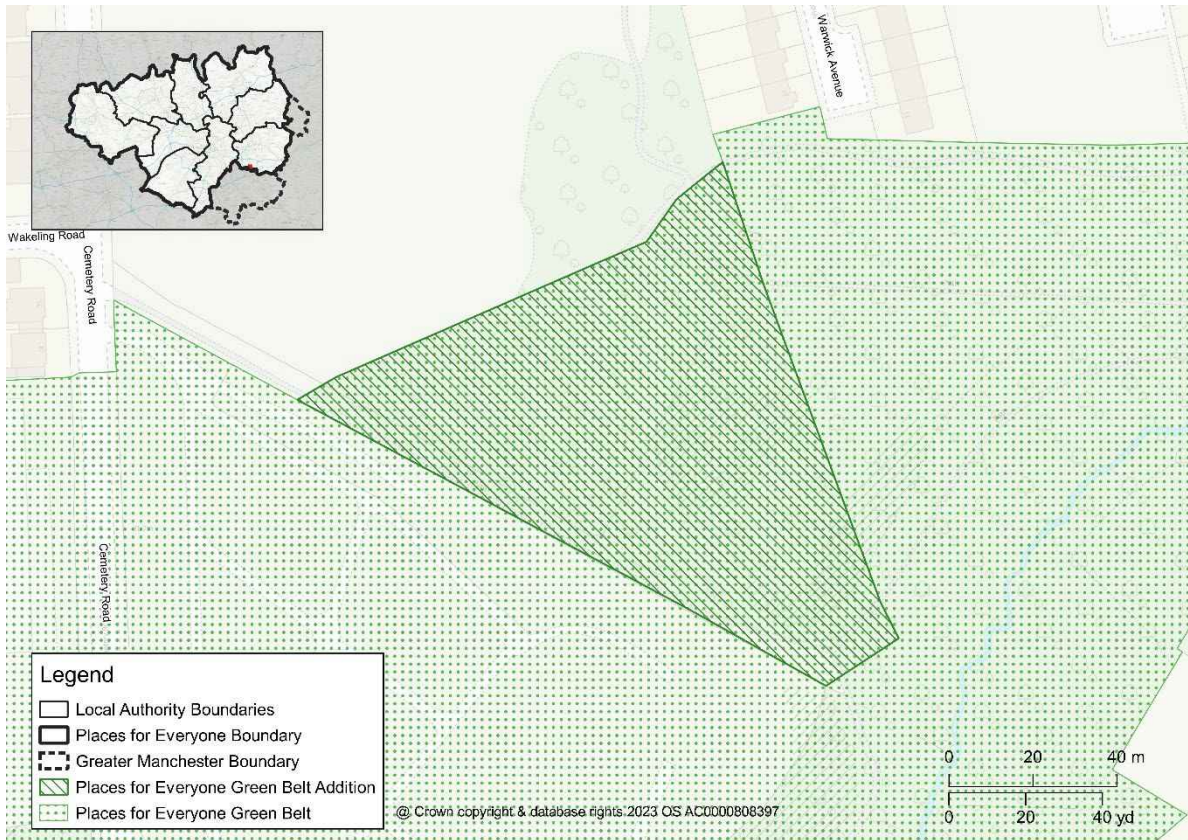 Warwick Avenue
Wakeling Road
Cemetery Road
Cemetery Road
Legend
Local Authority Boundaries
Places for Everyone Boundary
Greater Manchester Boundary
Places for Everyone Green Belt Addition
Places for Everyone Green Belt
@ Crown copyright & database rights 2023 OS AC0000808397
0 20 40 m
0 20 40 yd